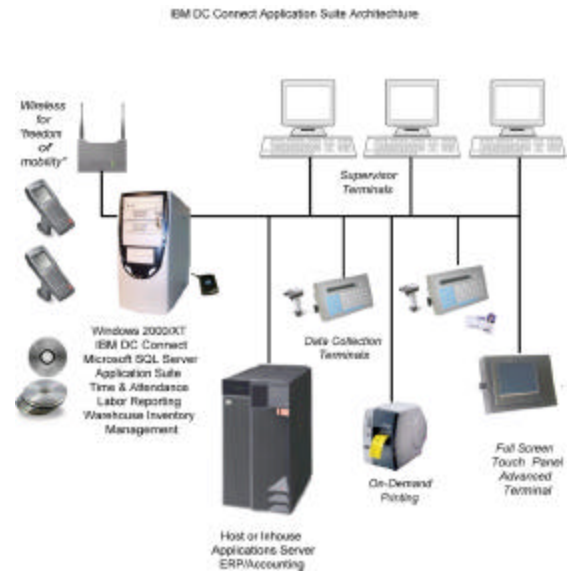 IBM DC Connect Application Suite Architechture
Wireless
for
"freedom
of
mobility"
Supervisor
Terminals
Windows 2000/XT
IBM DC Connect
Microsoft SQL Server
Application Suite
Time & Attendance
Labor Reporting
Warehouse Inventory
Management
Data Collection
Terminals
Full Screen
Touch Panel
Advanced
Terminal
On-Demand
Printing
Host or Inhouse
Applications Server
ERP/Accounting